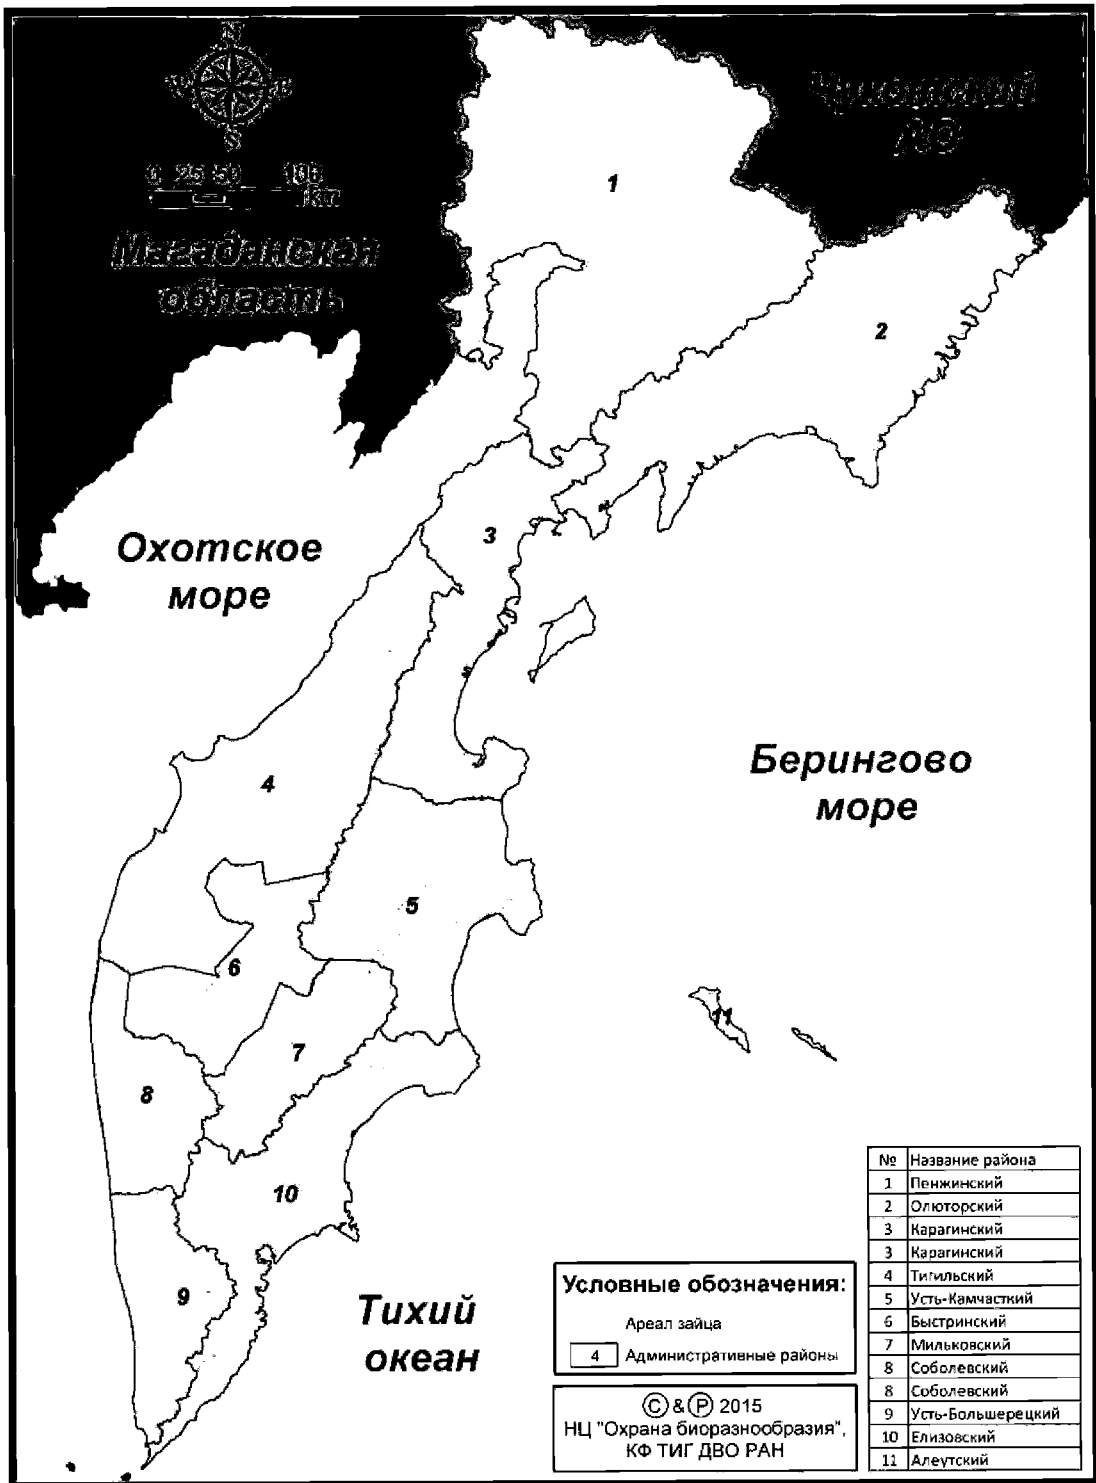 N
W
E
S
0 25 50 100
km
Магаданская
область
Чукотский
АО
1
2
3
Охотское
море
4
Берингово
море
5
6
7
8
9
10
11
Тихий
океан
Условные обозначения:
Ареал зайца
4 Административные районы
© & Ⓟ 2015
НЦ "Охрана биоразнообразия",
КФ ТИГ ДВО РАН
№ Название района
1 Пенжинский
2 Олюторский
3 Карагинский
3 Карагинский
4 Тигильский
5 Усть-Камчасткий
6 Быстринский
7 Мильковский
8 Соболевский
8 Соболевский
9 Усть-Большерецкий
10 Елизовский
11 Алеутский